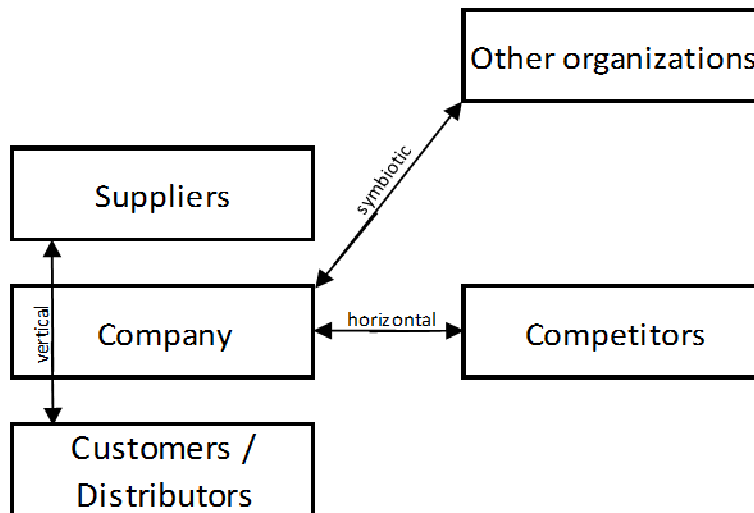 Other organizations
symbiotic
Suppliers
Company
horizontal
Competitors
vertical
Customers /
Distributors